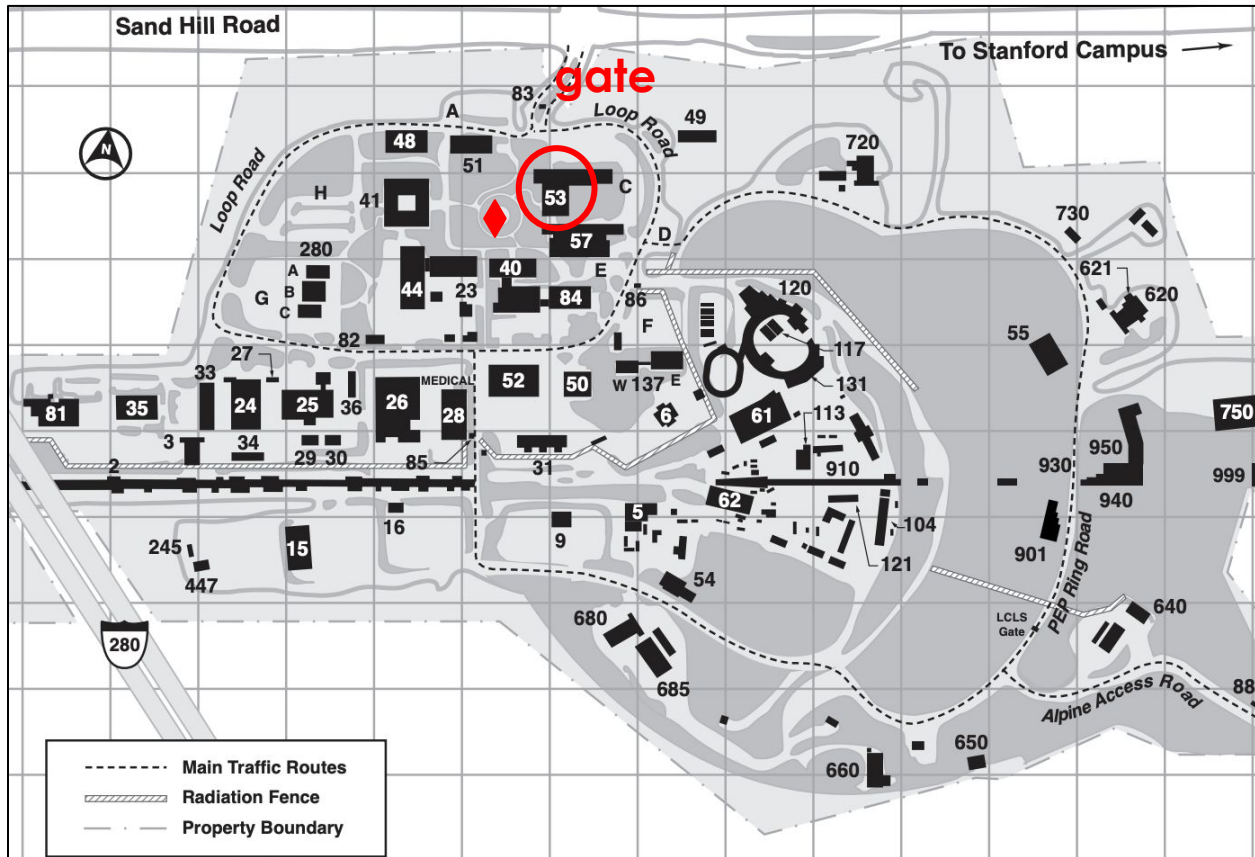 Sand Hill Road
To Stanford Campus
gate
83
A
Loop Road
49
48
51
720
N
Loop Road
H
41
53
C
57
D
730
280
A
B
C
G
44
23
40
E
84
86
120
621
620
F
82
55
117
27
33
MEDICAL
52
50
W
137
E
131
81
35
24
25
36
26
28
6
61
113
750
3
34
29
30
85
31
950
2
910
930
940
999
62
5
16
9
104
245
15
121
901
447
54
PEP Ring Road
680
LCLS
Gate
640
280
685
Alpine Access Road
88
650
660
Main Traffic Routes
Radiation Fence
Property Boundary